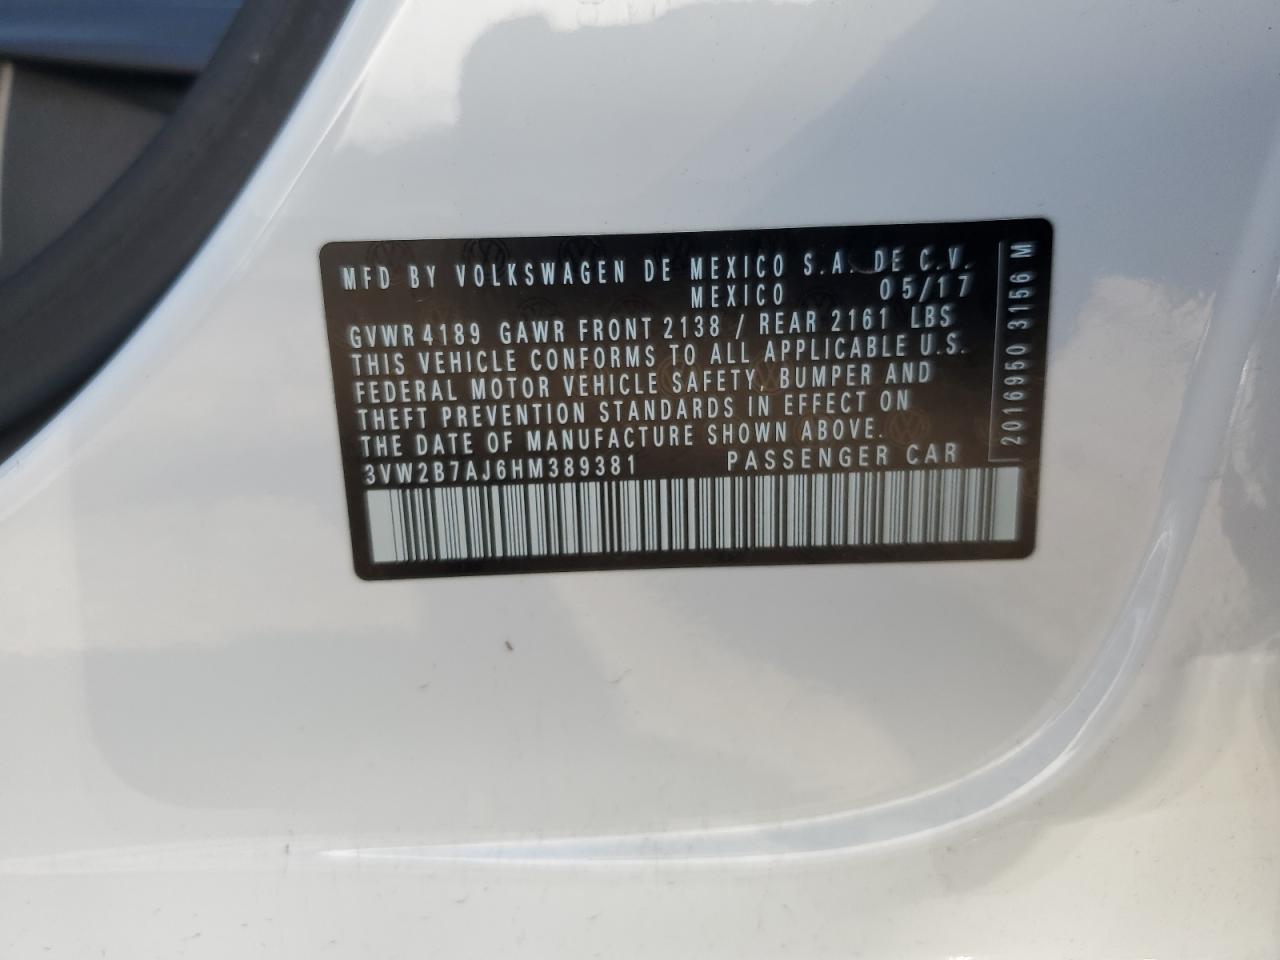 MFD BY VOLKSWAGEN DE MEXICO S.A. DE C.V.
MEXICO 05/17
GVWR 4189 GAWR FRONT 2138 / REAR 2161 LBS
THIS VEHICLE CONFORMS TO ALL APPLICABLE U.S.
FEDERAL MOTOR VEHICLE SAFETY, BUMPER AND
THEFT PREVENTION STANDARDS IN EFFECT ON
THE DATE OF MANUFACTURE SHOWN ABOVE.
3VW2B7AJ6HM389381 PASSENGER CAR
2016950 3156 M